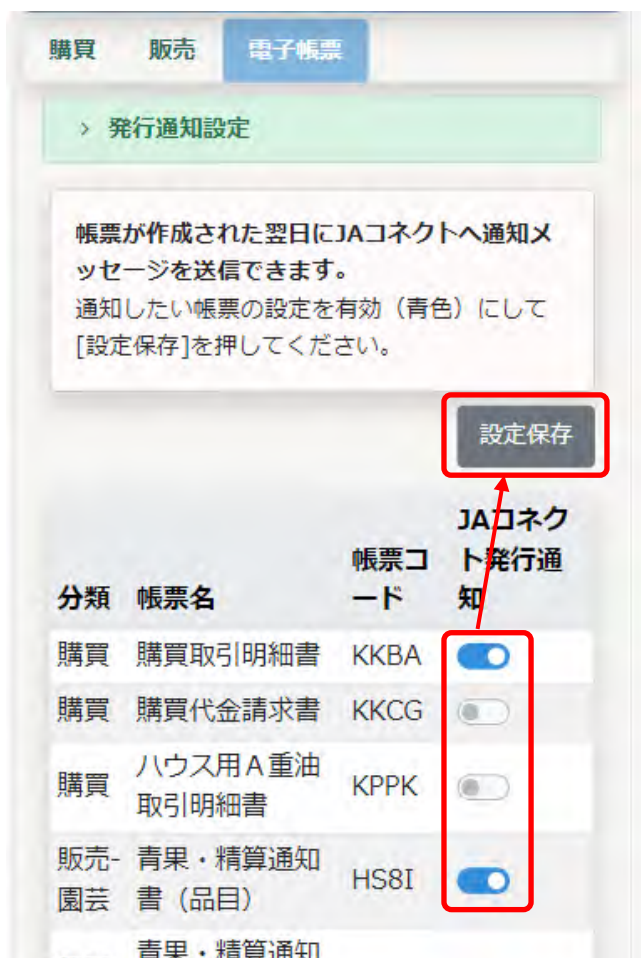 購買 販売 電子帳票
> 発行通知設定
帳票が作成された翌日にJAコネクトへ通知メ
ッセージを送信できます。
通知したい帳票の設定を有効（青色）にして
[設定保存]を押してください。
設定保存
分類 帳票名 帳票コード JAコネクト発行通知
購買 購買取引明細書 KKBA
購買 購買代金請求書 KKCG
購買 ハウス用Ａ重油
取引明細書 KPPK
販売-
園芸 青果・精算通知
書（品目） HS8I
青果・精算通知